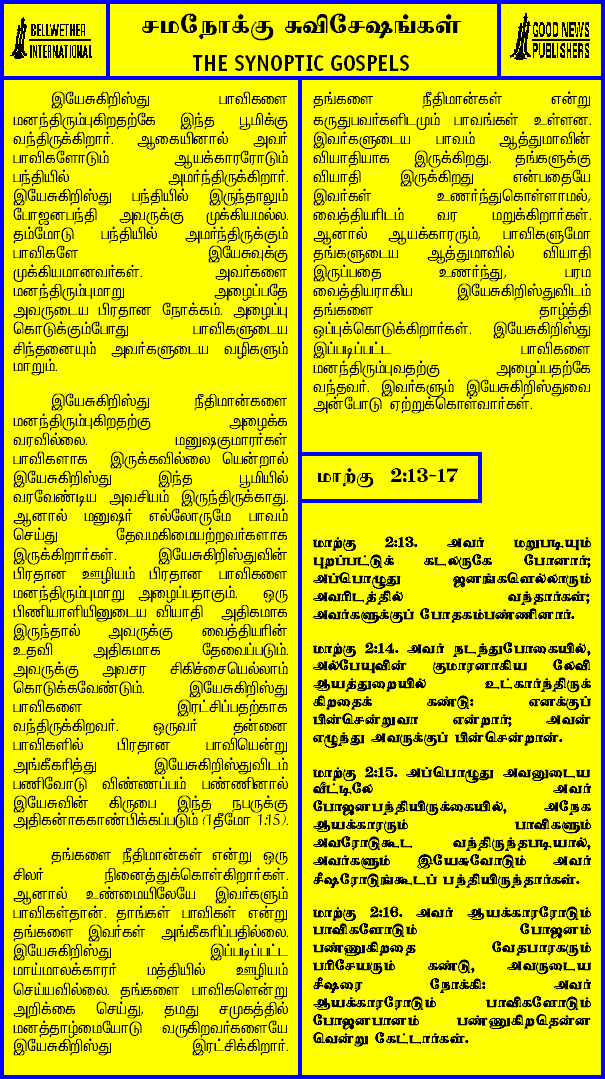 BELLWETHER
INTERNATIONAL
சமநோக்கு சுவிசேஷங்கள்
THE SYNOPTIC GOSPELS
GOOD NEWS
PUBLISHERS
இயேசுகிறிஸ்து பாவிகளை
மனந்திரும்புகிறதற்கே இந்த பூமிக்கு
வந்திருக்கிறார். ஆகையினால் அவர்
பாவிகளோடும் ஆயக்காரரோடும்
பந்தியில் அமர்ந்திருக்கிறார்.
இயேசுகிறிஸ்து பந்தியில் இருந்தாலும்
போஜனபந்தி அவருக்கு முக்கியமல்ல.
தம்மோடு பந்தியில் அமர்ந்திருக்கும்
பாவிகளே இயேசுவுக்கு
முக்கியமானவர்கள். அவர்களை
மனந்திரும்புமாறு அழைப்பதே
அவருடைய பிரதான நோக்கம். அழைப்பு
கொடுக்கும்போது பாவிகளுடைய
சிந்தனையும் அவர்களுடைய வழிகளும்
மாறும்.
இயேசுகிறிஸ்து நீதிமான்களை
மனந்திரும்புகிறதற்கு அழைக்க
வரவில்லை. மனுஷகுமாரர்கள்
பாவிகளாக இருக்கவில்லை யென்றால்
இயேசுகிறிஸ்து இந்த பூமியில்
வரவேண்டிய அவசியம் இருந்திருக்காது.
ஆனால் மனுஷர் எல்லோருமே பாவம்
செய்து தேவமகிமையற்றவர்களாக
இருக்கிறார்கள். இயேசுகிறிஸ்துவின்
பிரதான ஊழியம் பிரதான பாவிகளை
மனந்திரும்புமாறு அழைப்பதாகும். ஒரு
பிணியாளியினுடைய வியாதி அதிகமாக
இருந்தால் அவருக்கு வைத்தியரின்
உதவி அதிகமாக தேவைப்படும்.
அவருக்கு அவசர சிகிச்சையெல்லாம்
கொடுக்கவேண்டும். இயேசுகிறிஸ்து
பாவிகளை இரட்சிப்பதற்காக
வந்திருக்கிறவர். ஒருவர் தன்னை
பாவிகளில் பிரதான பாவியென்று
அங்கீகரித்து இயேசுகிறிஸ்துவிடம்
பணிவோடு விண்ணப்பம் பண்ணினால்
இயேசுவின் கிருபை இந்த நபருக்கு
அதிகளாககாண்பிக்கப்படும் (1தீமோ 1:15).
தங்களை நீதிமான்கள் என்று ஒரு
சிலர் நினைத்துக்கொள்கிறார்கள்.
ஆனால் உண்மையிலேயே இவர்களும்
பாவிகள்தான். தாங்கள் பாவிகள் என்று
தங்களை இவர்கள் அங்கீகரிப்பதில்லை.
இயேசுகிறிஸ்து இப்படிப்பட்ட
மாய்மாலக்காரர் மத்தியில் ஊழியம்
செய்யவில்லை. தங்களை பாவிகளென்று
அறிக்கை செய்து, தமது சமுகத்தில்
மனத்தாழ்மையோடு வருகிறவர்களையே
இயேசுகிறிஸ்து இரட்சிக்கிறார்.
தங்களை நீதிமான்கள் என்று
கருதுபவர்களிடமும் பாவங்கள் உள்ளன.
இவர்களுடைய பாவம் ஆத்துமாவின்
வியாதியாக இருக்கிறது. தங்களுக்கு
வியாதி இருக்கிறது என்பதையே
இவர்கள் உணர்ந்துகொள்ளாமல்,
வைத்தியரிடம் வர மறுக்கிறார்கள்.
ஆனால் ஆயக்காரரும், பாவிகளுமோ
தங்களுடைய ஆத்துமாவில் வியாதி
இருப்பதை உணர்ந்து, பரம
வைத்தியராகிய இயேசுகிறிஸ்துவிடம்
தங்களை தாழ்த்தி
ஒப்புக்கொடுக்கிறார்கள். இயேசுகிறிஸ்து
இப்படிப்பட்ட பாவிகளை
மனந்திரும்புவதற்கு அழைப்பதற்கே
வந்தவர். இவர்களும் இயேசுகிறிஸ்துவை
அன்போடு ஏற்றுக்கொள்வார்கள்.
மாற்கு 2:13-17
மாற்கு 2:13. அவர் மறுபடியும்
புறப்பட்டுக் கடலருகே போனார்;
அப்பொழுது ஜனங்களெல்லாரும்
அவரிடத்தில் வந்தார்கள்;
அவர்களுக்குப் போதகம்பண்ணினார்.
மாற்கு 2:14. அவர் நடந்துபோகையில்,
அல்பேயுவின் குமாரனாகிய லேவி
ஆயத்துறையில் உட்கார்ந்திருக்
கிறதைக் கண்டு: எனக்குப்
பின்சென்றுவா என்றார்; அவன்
எழுந்து அவருக்குப் பின்சென்றான்.
மாற்கு 2:15. அப்பொழுது அவனுடைய
வீட்டிலே அவர்
போஜனபந்தியிருக்கையில், அநேக
ஆயக்காரரும் பாவிகளும்
அவரோடுகூட வந்திருந்தபடியால்,
அவர்களும் இயேசுவோடும் அவர்
சீஷரோடுங்கூடப் பந்தியிருந்தார்கள்.
மாற்கு 2:16. அவர் ஆயக்காரரோடும்
பாவிகளோடும் போஜனம்
பண்ணுகிறதை வேதபாரகரும்
பரிசேயரும் கண்டு, அவருடைய
சீஷரை நோக்கி: அவர்
ஆயக்காரரோடும் பாவிகளோடும்
போஜனபானம் பண்ணுகிறதென்ன
வென்று கேட்டார்கள்.